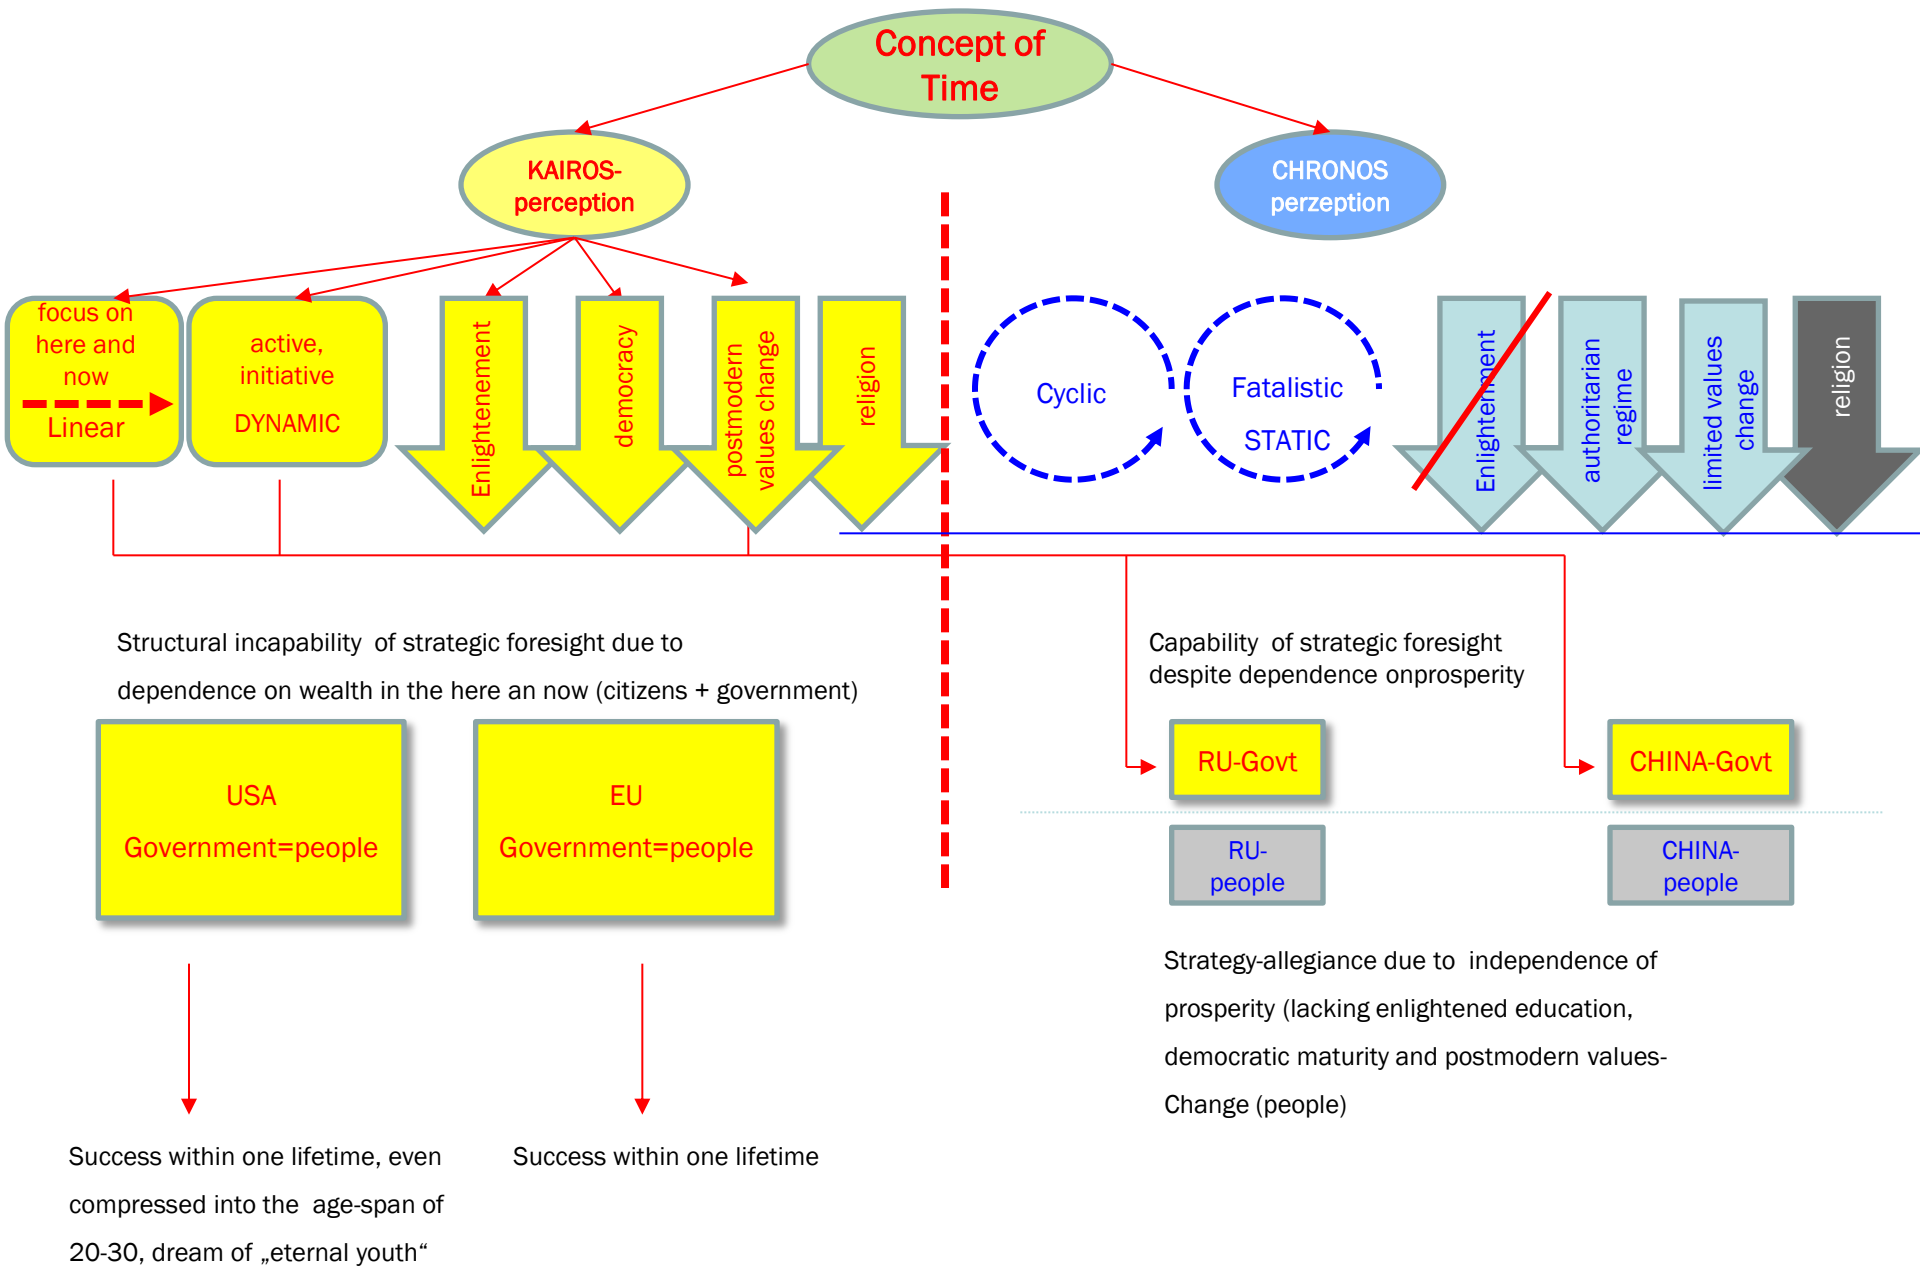 Concept of
Time
KAIROS-
perception
CHRONOS
perzeption
focus on
here and
now
Linear
active,
initiative
DYNAMIC
Enlightenement
democracy
postmodern
values change
religion
Cyclic
Fatalistic
STATIC
Enlightenment
authoritarian
regime
limited values
change
religion
Structural incapability of strategic foresight due to
dependence on wealth in the here an now (citizens + government)
Capability of strategic foresight
despite dependence onprosperity
USA
Government=people
EU
Government=people
RU-Govt
CHINA-Govt
RU-
people
CHINA-
people
Strategy-allegiance due to independence of
prosperity (lacking enlightened education,
democratic maturity and postmodern values-
Change (people)
Success within one lifetime, even
compressed into the age-span of
20-30, dream of „eternal youth“
Success within one lifetime